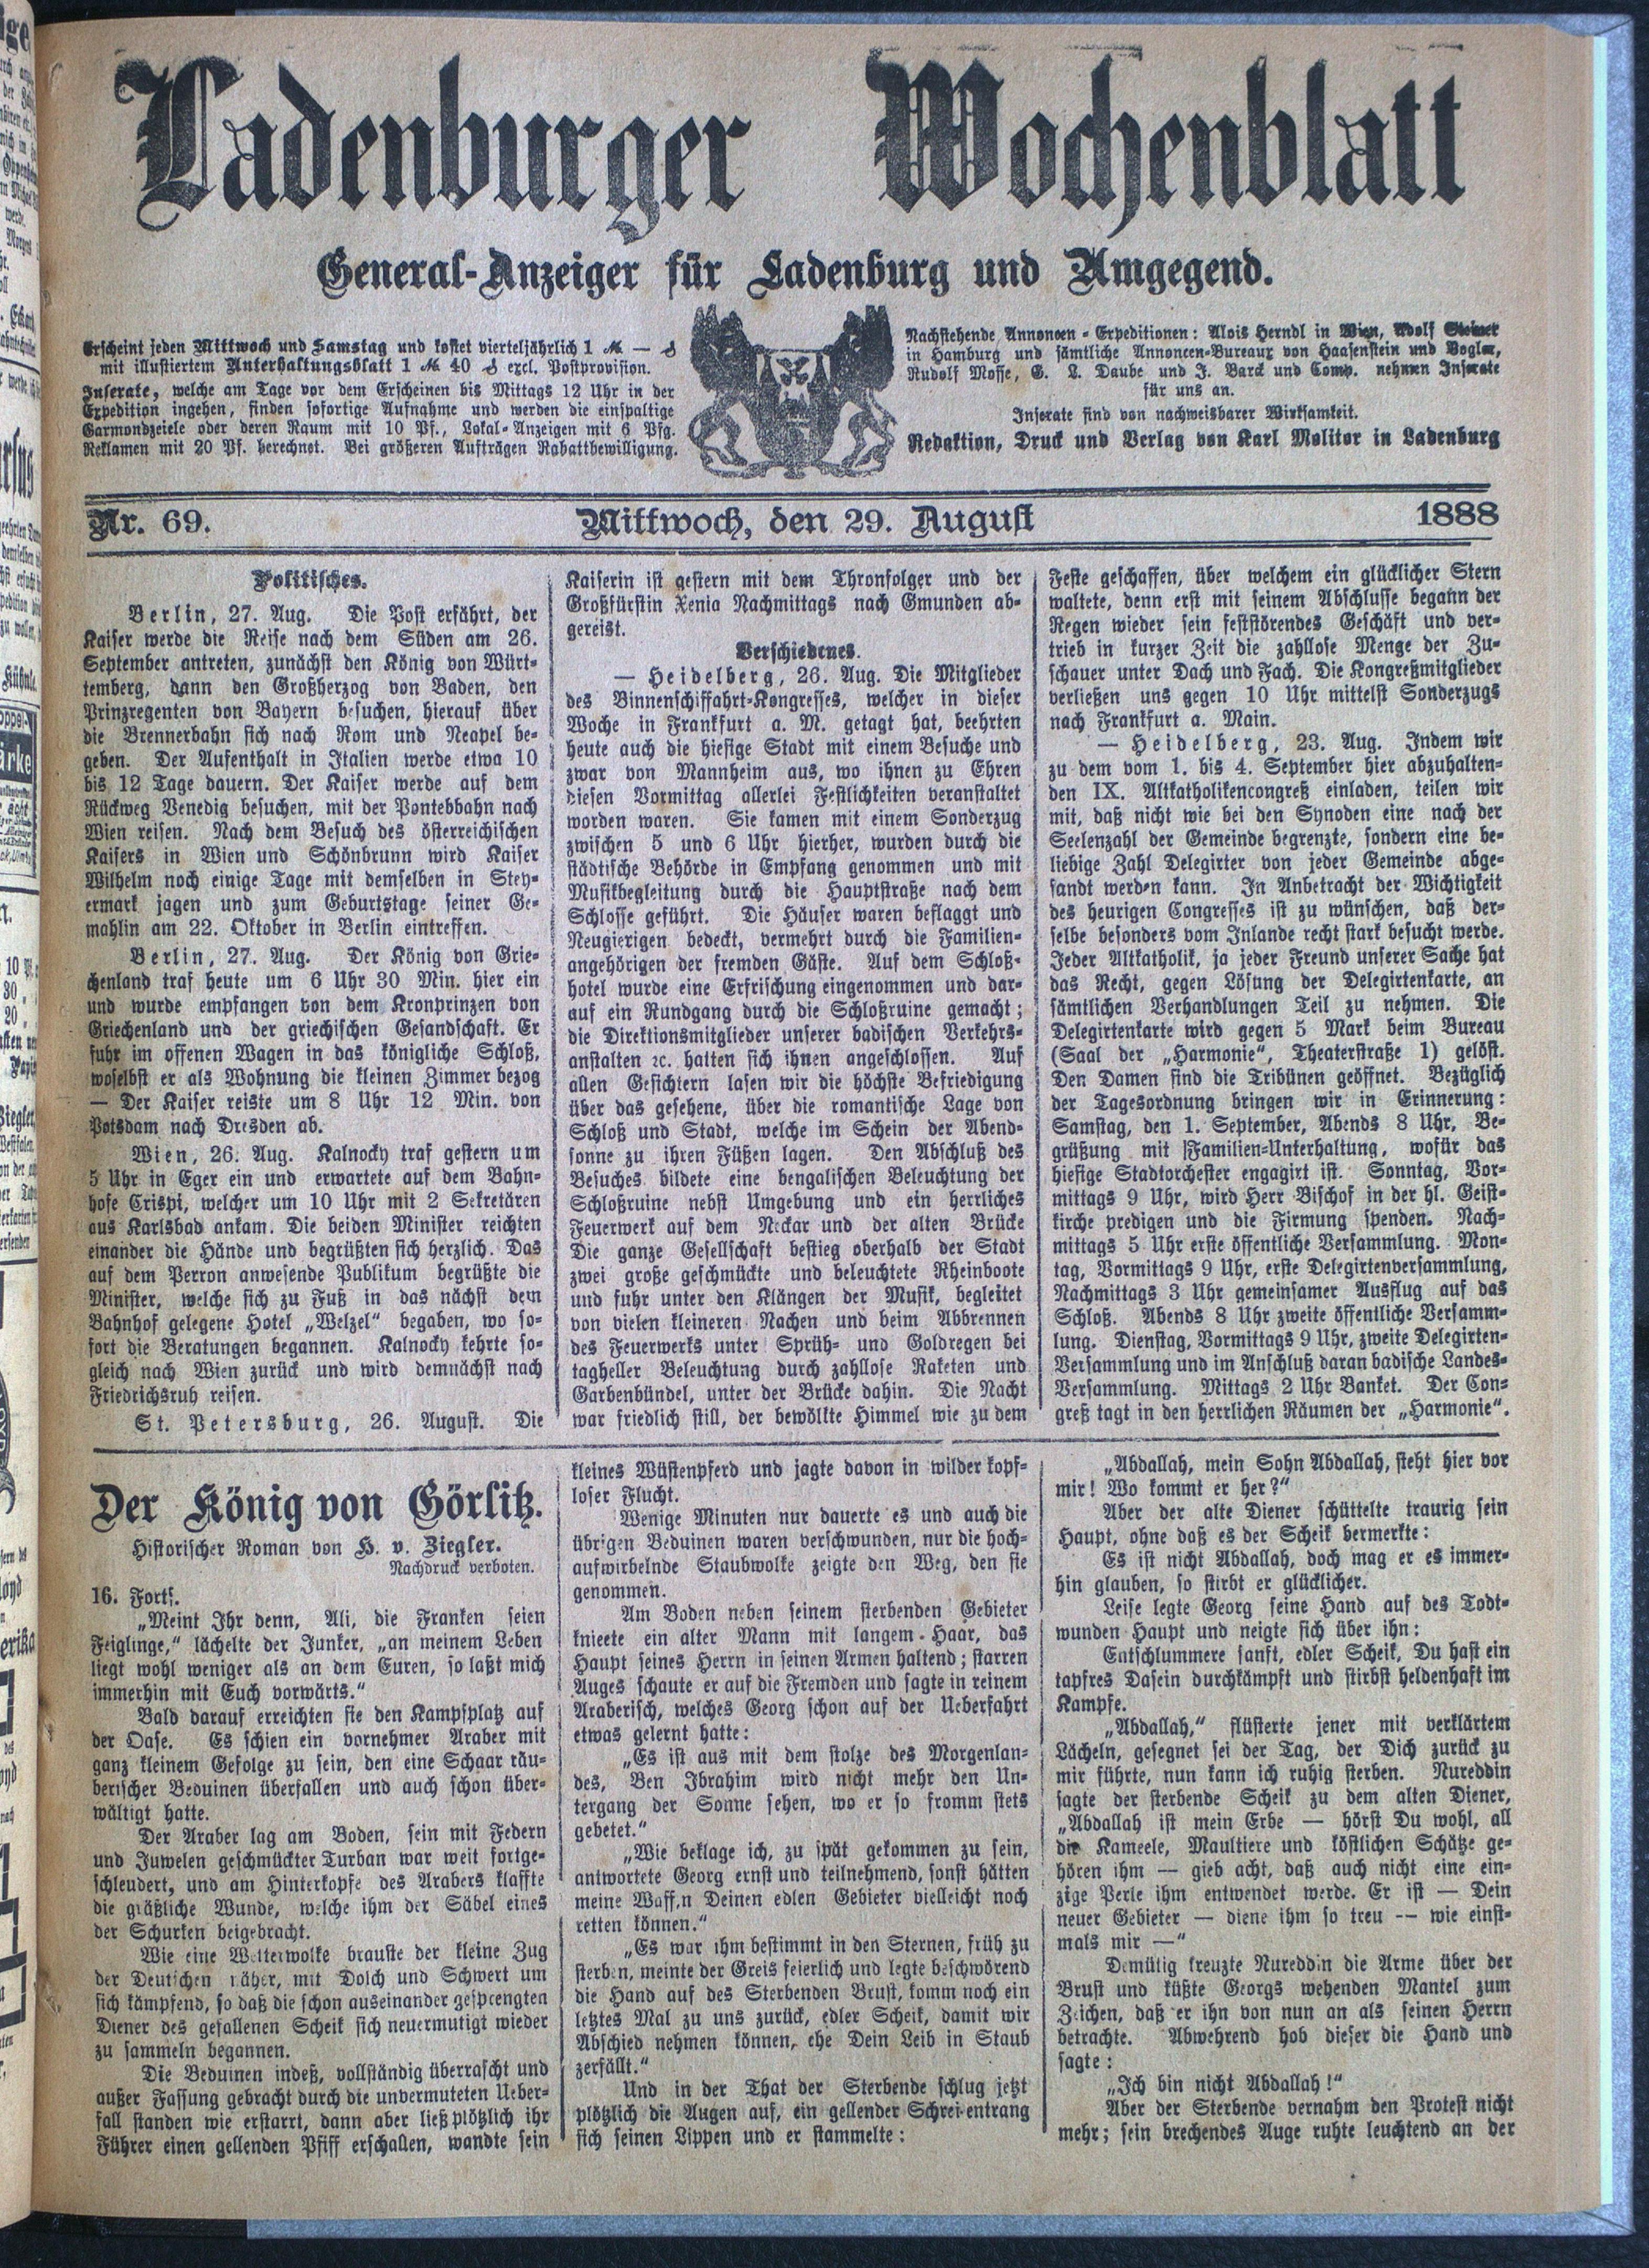 Ladenburger Wochenblatt
General-Anzeiger für Ladenburg und Umgegend.
Erscheint jeden Mittwoch und Samstag und kostet vierteljährlich 1 ℳ — ₰
mit illustiertem Unterhaltungsblatt 1 ℳ 40 ₰ excl. Postprovision.
Inserate, welche am Tage vor dem Erscheinen bis Mittags 12 Uhr in der
Expedition ingehen, finden sofortige Aufnahme und werden die einspaltige
Garmondzeiele oder deren Raum mit 10 Pf., Lokal-Anzeigen mit 6 Pfg.
Reklamen mit 20 Pf. berechnet. Bei größeren Aufträgen Rabattbewilligung.
Nachstehende Annoncen-Expeditionen: Alois Herndl in Wien, Adolf Steiner
in Hamburg und sämtliche Annoncen-Bureaux von Haasenstein und Vogler,
Rudolf Mosse, G. L. Daube und J. Barck und Comp. nehmen Inserate
für uns an.
Inserate sind von nachweisbarer Wirksamkeit.
Redaktion, Druck und Verlag von Karl Molitor in Ladenburg
Nr. 69. Mittwoch, den 29. August 1888
Politisches.
Berlin, 27. Aug. Die Post erfährt, der
Kaiser werde die Reise nach dem Süden am 26.
September antreten, zunächst den König von Würt-
temberg, dann den Großherzog von Baden, den
Prinzregenten von Bayern besuchen, hierauf über
die Brennerbahn sich nach Rom und Neapel be-
geben. Der Aufenthalt in Italien werde etwa 10
bis 12 Tage dauern. Der Kaiser werde auf dem
Rückweg Venedig besuchen, mit der Pontebbahn nach
Wien reisen. Nach dem Besuch des österreichischen
Kaisers in Wien und Schönbrunn wird Kaiser
Wilhelm noch einige Tage mit demselben in Stey-
ermark jagen und zum Geburtstage seiner Ge-
mahlin am 22. Oktober in Berlin eintreffen.
Berlin, 27. Aug. Der König von Grie-
chenland traf heute um 6 Uhr 30 Min. hier ein
und wurde empfangen von dem Kronprinzen von
Griechenland und der griechischen Gesandschaft. Er
fuhr im offenen Wagen in das königliche Schloß,
woselbst er als Wohnung die kleinen Zimmer bezog
— Der Kaiser reiste um 8 Uhr 12 Min. von
Potsdam nach Dresden ab.
Wien, 26. Aug. Kalnocky traf gestern um
5 Uhr in Eger ein und erwartete auf dem Bahn-
hofe Crispi, welcher um 10 Uhr mit 2 Sekretären
aus Karlsbad ankam. Die beiden Minister reichten
einander die Hände und begrüßten sich herzlich. Das
auf dem Perron anwesende Publikum begrüßte die
Minister, welche sich zu Fuß in das nächst dem
Bahnhof gelegene Hotel „Welzel“ begaben, wo so-
fort die Beratungen begannen. Kalnocky kehrte so-
gleich nach Wien zurück und wird demnächst nach
Friedrichsruh reisen.
St. Petersburg, 26. August. Die
Kaiserin ist gestern mit dem Thronfolger und der
Großfürstin Xenia Nachmittags nach Gmunden ab-
gereist.
Verschiedenes.
— Heidelberg, 26. Aug. Die Mitglieder
des Binnenschiffahrt-Kongresses, welcher in dieser
Woche in Frankfurt a. M. getagt hat, beehrten
heute auch die hiesige Stadt mit einem Besuche und
zwar von Mannheim aus, wo ihnen zu Ehren
diesen Vormittag allerlei Festlichkeiten veranstaltet
worden waren. Sie kamen mit einem Sonderzug
zwischen 5 und 6 Uhr hierher, wurden durch die
städtische Behörde in Empfang genommen und mit
Musikbegleitung durch die Hauptstraße nach dem
Schlosse geführt. Die Häuser waren beflaggt und
Neugierigen bedeckt, vermehrt durch die Familien-
angehörigen der fremden Gäste. Auf dem Schloß-
hotel wurde eine Erfrischung eingenommen und dar-
auf ein Rundgang durch die Schloßruine gemacht;
die Direktionsmitglieder unserer badischen Verkehrs-
anstalten ꝛc. hatten sich ihnen angeschlossen. Auf
allen Gesichtern lasen wir die höchste Befriedigung
über das gesehene, über die romantische Lage von
Schloß und Stadt, welche im Schein der Abend-
sonne zu ihren Füßen lagen. Den Abschluß des
Besuches bildete eine bengalischen Beleuchtung der
Schloßruine nebst Umgebung und ein herrliches
Feuerwerk auf dem Neckar und der alten Brücke
Die ganze Gesellschaft bestieg oberhalb der Stadt
zwei große geschmückte und beleuchtete Rheinboote
und fuhr unter den Klängen der Musik, begleitet
von vielen kleineren Nachen und beim Abbrennen
des Feuerwerks unter Sprüh- und Goldregen bei
tagheller Beleuchtung durch zahllose Raketen und
Garbenbündel, unter der Brücke dahin. Die Nacht
war friedlich still, der bewölkte Himmel wie zu dem
Feste geschaffen, über welchem ein glücklicher Stern
waltete, denn erst mit seinem Abschlusse begann der
Regen wieder sein feststörendes Geschäft und ver-
trieb in kurzer Zeit die zahllose Menge der Zu-
schauer unter Dach und Fach. Die Kongreßmitglieder
verließen uns gegen 10 Uhr mittelst Sonderzugs
nach Frankfurt a. Main.
— Heidelberg, 23. Aug. Indem wir
zu dem vom 1. bis 4. September hier abzuhalten-
den IX. Altkatholikencongreß einladen, teilen wir
mit, daß nicht wie bei den Synoden eine nach der
Seelenzahl der Gemeinde begrenzte, sondern eine be-
liebige Zahl Delegirter von jeder Gemeinde abge-
sandt werden kann. In Anbetracht der Wichtigkeit
des heurigen Congresses ist zu wünschen, daß der-
selbe besonders vom Inlande recht stark besucht werde.
Jeder Altkatholik, ja jeder Freund unserer Sache hat
das Recht, gegen Lösung der Delegirtenkarte, an
sämtlichen Verhandlungen Teil zu nehmen. Die
Delegirtenkarte wird gegen 5 Mark beim Bureau
(Saal der „Harmonie“, Theaterstraße 1) gelöst.
Den Damen sind die Tribünen geöffnet. Bezüglich
der Tagesordnung bringen wir in Erinnerung:
Samstag, den 1. September, Abends 8 Uhr, Be-
grüßung mit Familien-Unterhaltung, wofür das
hiesige Stadtorchester engagirt ist. Sonntag, Vor-
mittags 9 Uhr, wird Herr Bischof in der hl. Geist-
kirche predigen und die Firmung spenden. Nach-
mittags 5 Uhr erste öffentliche Versammlung. Mon-
tag, Vormittags 9 Uhr, erste Delegirtenversammlung,
Nachmittags 3 Uhr gemeinsamer Ausflug auf das
Schloß. Abends 8 Uhr zweite öffentliche Versamm-
lung. Dienstag, Vormittags 9 Uhr, zweite Delegirten-
Versammlung und im Anschluß daran badische Landes-
Versammlung. Mittags 2 Uhr Banket. Der Con-
greß tagt in den herrlichen Räumen der „Harmonie“.
Der König von Görlitz.
Historischer Roman von H. v. Ziegler.
Nachdruck verboten.
16. Forts.
„Meint Ihr denn, Ali, die Franken seien
Feiglinge,“ lächelte der Junker, „an meinem Leben
liegt wohl weniger als an dem Euren, so laßt mich
immerhin mit Euch vorwärts.“
Bald darauf erreichten sie den Kampfplatz auf
der Oase. Es schien ein vornehmer Araber mit
ganz kleinem Gefolge zu sein, den eine Schaar räu-
berischer Beduinen überfallen und auch schon über-
wältigt hatte.
Der Araber lag am Boden, sein mit Federn
und Juwelen geschmückter Turban war weit fortge-
schleudert, und am Hinterkopfe des Arabers klaffte
die gräßliche Wunde, welche ihm der Säbel eines
der Schurken beigebracht.
Wie eine Wetterwolke brauste der kleine Zug
der Deutschen näher, mit Dolch und Schwert um
sich kämpfend, so daß die schon auseinander gesprengten
Diener des gefallenen Scheik sich neuermutigt wieder
zu sammeln begannen.
Die Beduinen indeß, vollständig überrascht und
außer Fassung gebracht durch die unvermuteten Ueber-
fall standen wie erstarrt, dann aber ließ plötzlich ihr
Führer einen gellenden Pfiff erschallen, wandte sein
kleines Wüstenpferd und jagte davon in wilder kopf-
loser Flucht.
Wenige Minuten nur dauerte es und auch die
übrigen Beduinen waren verschwunden, nur die hoch-
aufwirbelnde Staubwolke zeigte den Weg, den sie
genommen.
Am Boden neben seinem sterbenden Gebieter
knieete ein alter Mann mit langem Haar, das
Haupt seines Herrn in seinen Armen haltend; starren
Auges schaute er auf die Fremden und sagte in reinem
Araberisch, welches Georg schon auf der Ueberfahrt
etwas gelernt hatte:
„Es ist aus mit dem stolze des Morgenlan-
des, Ben Ibrahim wird nicht mehr den Un-
tergang der Sonne sehen, wo er so fromm stets
gebetet.“
„Wie beklage ich, zu spät gekommen zu sein,
antwortete Georg ernst und teilnehmend, sonst hätten
meine Waff.n Deinen edlen Gebieter vielleicht noch
retten können.“
„Es war ihm bestimmt in den Sternen, früh zu
sterben, meinte der Greis feierlich und legte beschwörend
die Hand auf des Sterbenden Brust, komm noch ein
letztes Mal zu uns zurück, edler Scheik, damit wir
Abschied nehmen können, ehe Dein Leib in Staub
zerfällt.“
Und in der That der Sterbende schlug jetzt
plötzlich die Augen auf, ein gellender Schrei entrang
sich seinen Lippen und er stammelte:
„Abdallah, mein Sohn Abdallah, steht hier vor
mir! Wo kommt er her?“
Aber der alte Diener schüttelte traurig sein
Haupt, ohne daß es der Scheik bermerkte:
Es ist nicht Abdallah, doch mag er es immer-
hin glauben, so stirbt er glücklicher.
Leise legte Georg seine Hand auf des Todt-
wunden Haupt und neigte sich über ihn:
Entschlummere sanft, edler Scheik, Du hast ein
tapfres Dasein durchkämpft und stirbst heldenhaft im
Kampfe.
„Abdallah,“ flüsterte jener mit verklärtem
Lächeln, gesegnet sei der Tag, der Dich zurück zu
mir führte, nun kann ich ruhig sterben. Nureddin
sagte der sterbende Scheik zu dem alten Diener,
„Abdallah ist mein Erbe — hörst Du wohl, all
die Kameele, Maultiere und köstlichen Schätze ge-
hören ihm — gieb acht, daß auch nicht eine ein-
zige Perle ihm entwendet werde. Er ist — Dein
neuer Gebieter — diene ihm so treu -- wie einst-
mals mir —“
Demütig kreuzte Nureddin die Arme über der
Brust und küßte Georgs wehenden Mantel zum
Zeichen, daß er ihn von nun an als seinen Herrn
betrachte. Abwehrend hob dieser die Hand und
sagte:
„Ich bin nicht Abdallah!“
Aber der Sterbende vernahm den Protest nicht
mehr; sein brechendes Auge ruhte leuchtend an der